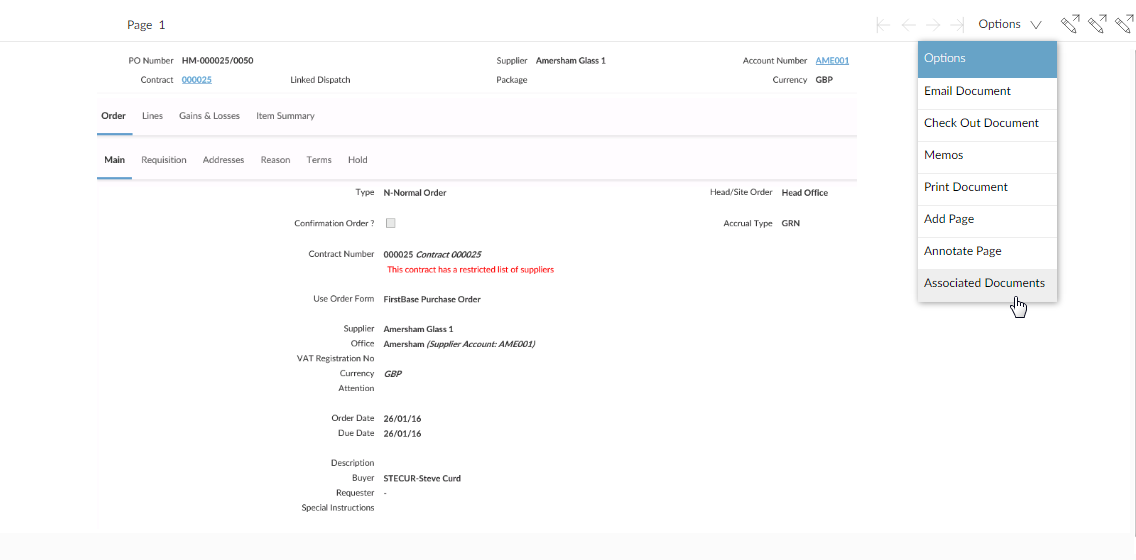 Page 1
Options
Options
Email Document
Check Out Document
Memos
Print Document
Add Page
Annotate Page
Associated Documents
PO Number HM-000025/0050 Supplier Amersham Glass 1 Account Number AME001
Contract 000025 Linked Dispatch Package Currency GBP
Order Lines Gains & Losses Item Summary
Main Requisition Addresses Reason Terms Hold
Type N-Normal Order Head/Site Order Head Office
Confirmation Order ? Accrual Type GRN
Contract Number 000025 Contract 000025
This contract has a restricted list of suppliers
Use Order Form FirstBase Purchase Order
Supplier Amersham Glass 1
Office Amersham (Supplier Account: AME001)
VAT Registration No
Currency GBP
Attention
Order Date 26/01/16
Due Date 26/01/16
Description
Buyer STECUR-Steve Curd
Requester -
Special Instructions